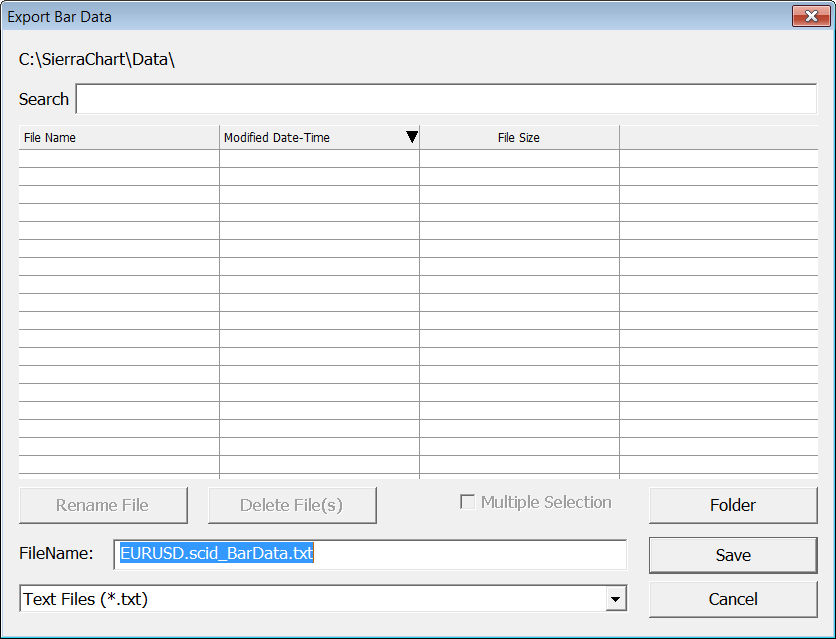 Export Bar Data
C:\SierraChart\Data\
Search
File Name Modified Date-Time File Size
Rename File Delete File(s) Multiple Selection Folder
FileName: EURUSD.scid_BarData.txt Save
Text Files (*.txt) Cancel